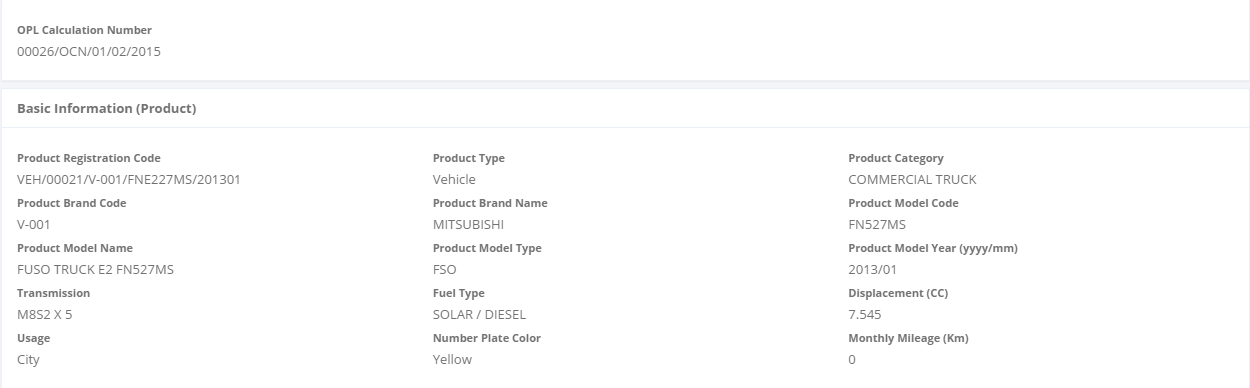 OPL Calculation Number
00026/OCN/01/02/2015
Basic Information (Product)
Product Registration Code
VEH/00021/V-001/FNE227MS/201301
Product Type
Vehicle
Product Category
COMMERCIAL TRUCK
Product Brand Code
V-001
Product Brand Name
MITSUBISHI
Product Model Code
FN527MS
Product Model Name
FUSO TRUCK E2 FN527MS
Product Model Type
FSO
Product Model Year (yyyy/mm)
2013/01
Transmission
M8S2 X 5
Fuel Type
SOLAR / DIESEL
Displacement (CC)
7.545
Usage
City
Number Plate Color
Yellow
Monthly Mileage (Km)
0